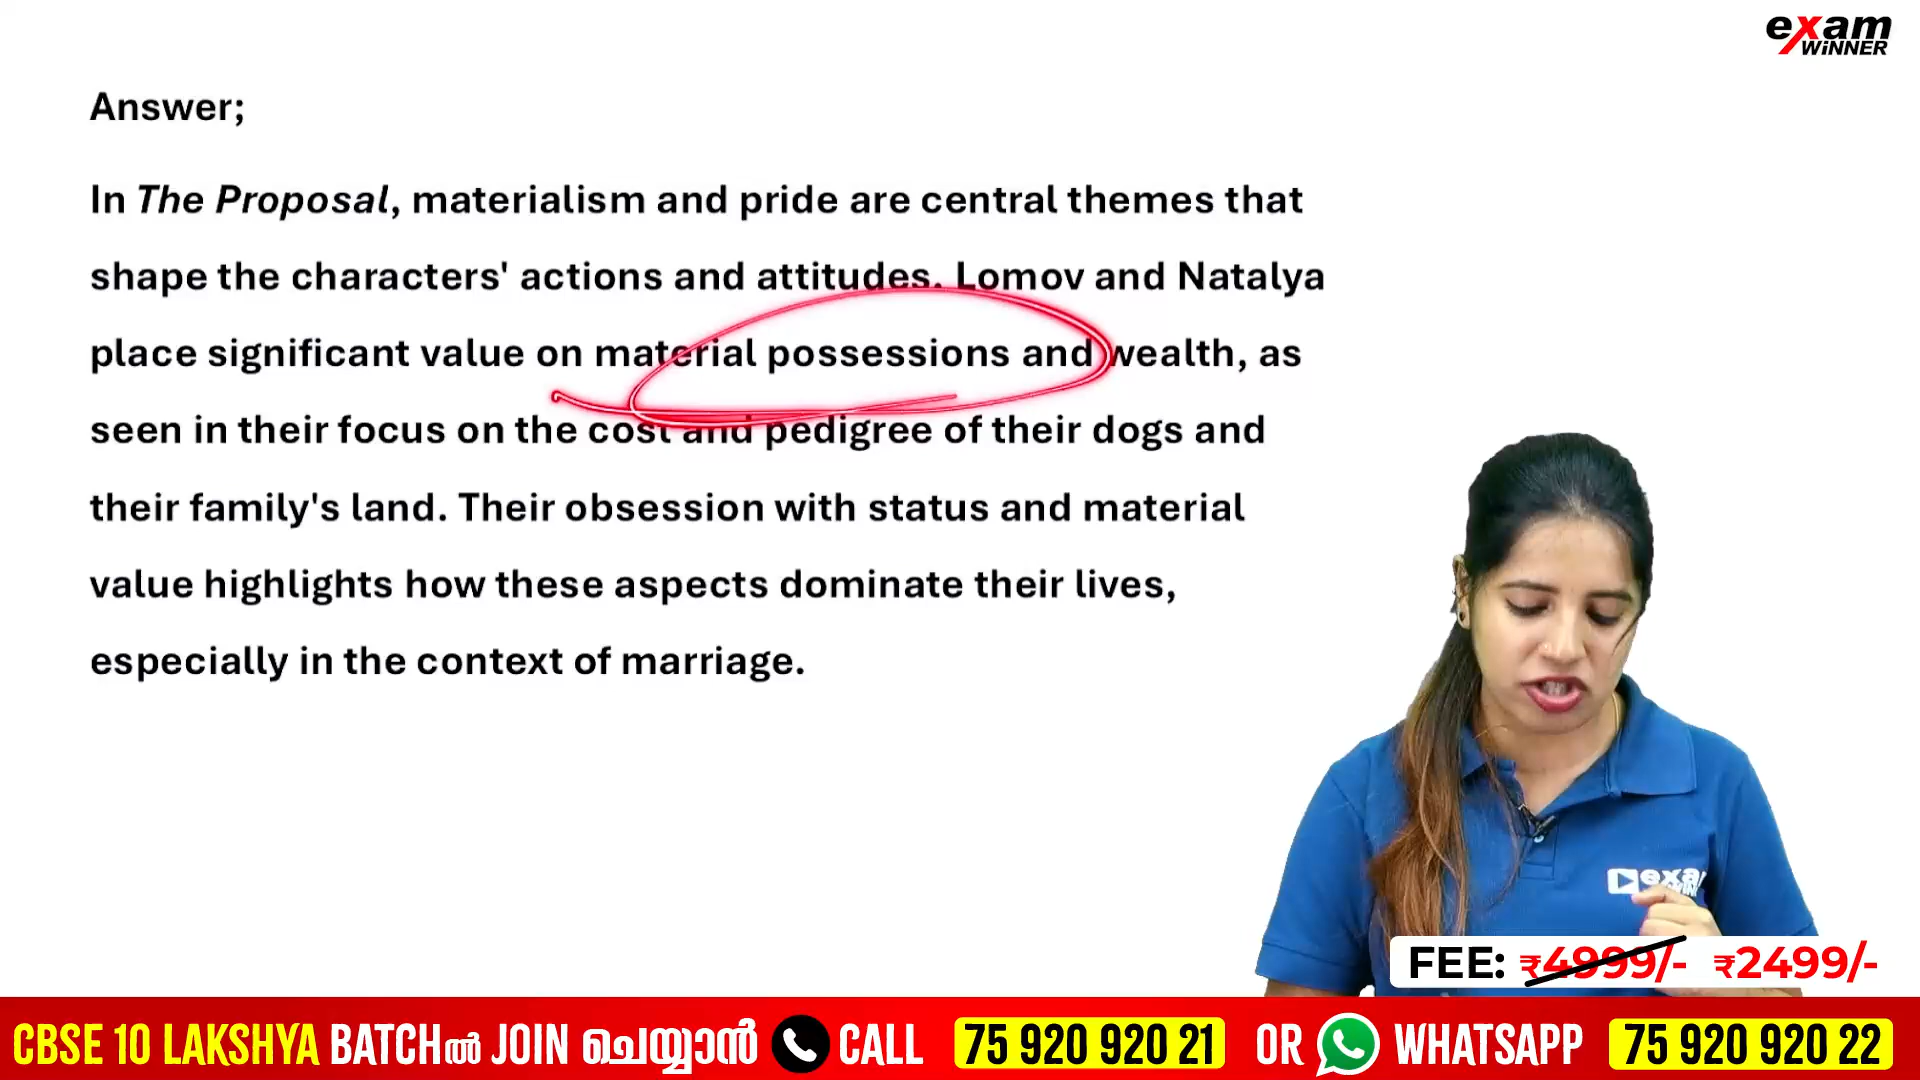 exam
WINNER
Answer;
In The Proposal, materialism and pride are central themes that
shape the characters' actions and attitudes. Lomov and Natalya
place significant value on material possessions and wealth, as
seen in their focus on the cost and pedigree of their dogs and
their family's land. Their obsession with status and material
value highlights how these aspects dominate their lives,
especially in the context of marriage.
FEE: ₹4999/- ₹2499/-
CBSE 10 LAKSHYA BATCHൽ JOIN ചെയ്യാൻ CALL 75 920 920 21 OR WHATSAPP 75 920 920 22